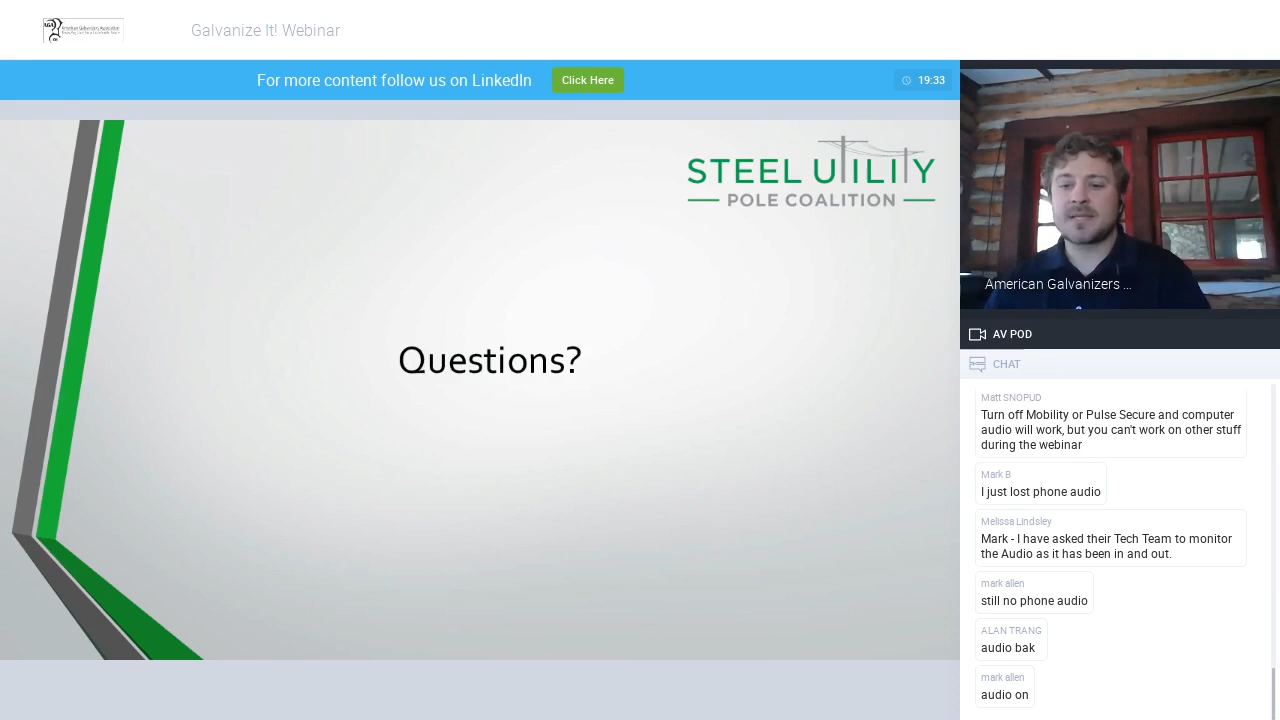 AGA
American Galvanizers Association
Galvanize It! Webinar
For more content follow us on LinkedIn
Click Here
19:33
STEEL UTILITY
POLE COALITION
Questions?
American Galvanizers ...
AV POD
CHAT
Matt SNOPUD
Turn off Mobility or Pulse Secure and computer
audio will work, but you can't work on other stuff
during the webinar
Mark B
I just lost phone audio
Melissa Lindsley
Mark - I have asked their Tech Team to monitor
the Audio as it has been in and out.
mark allen
still no phone audio
ALAN TRANG
audio bak
mark allen
audio on